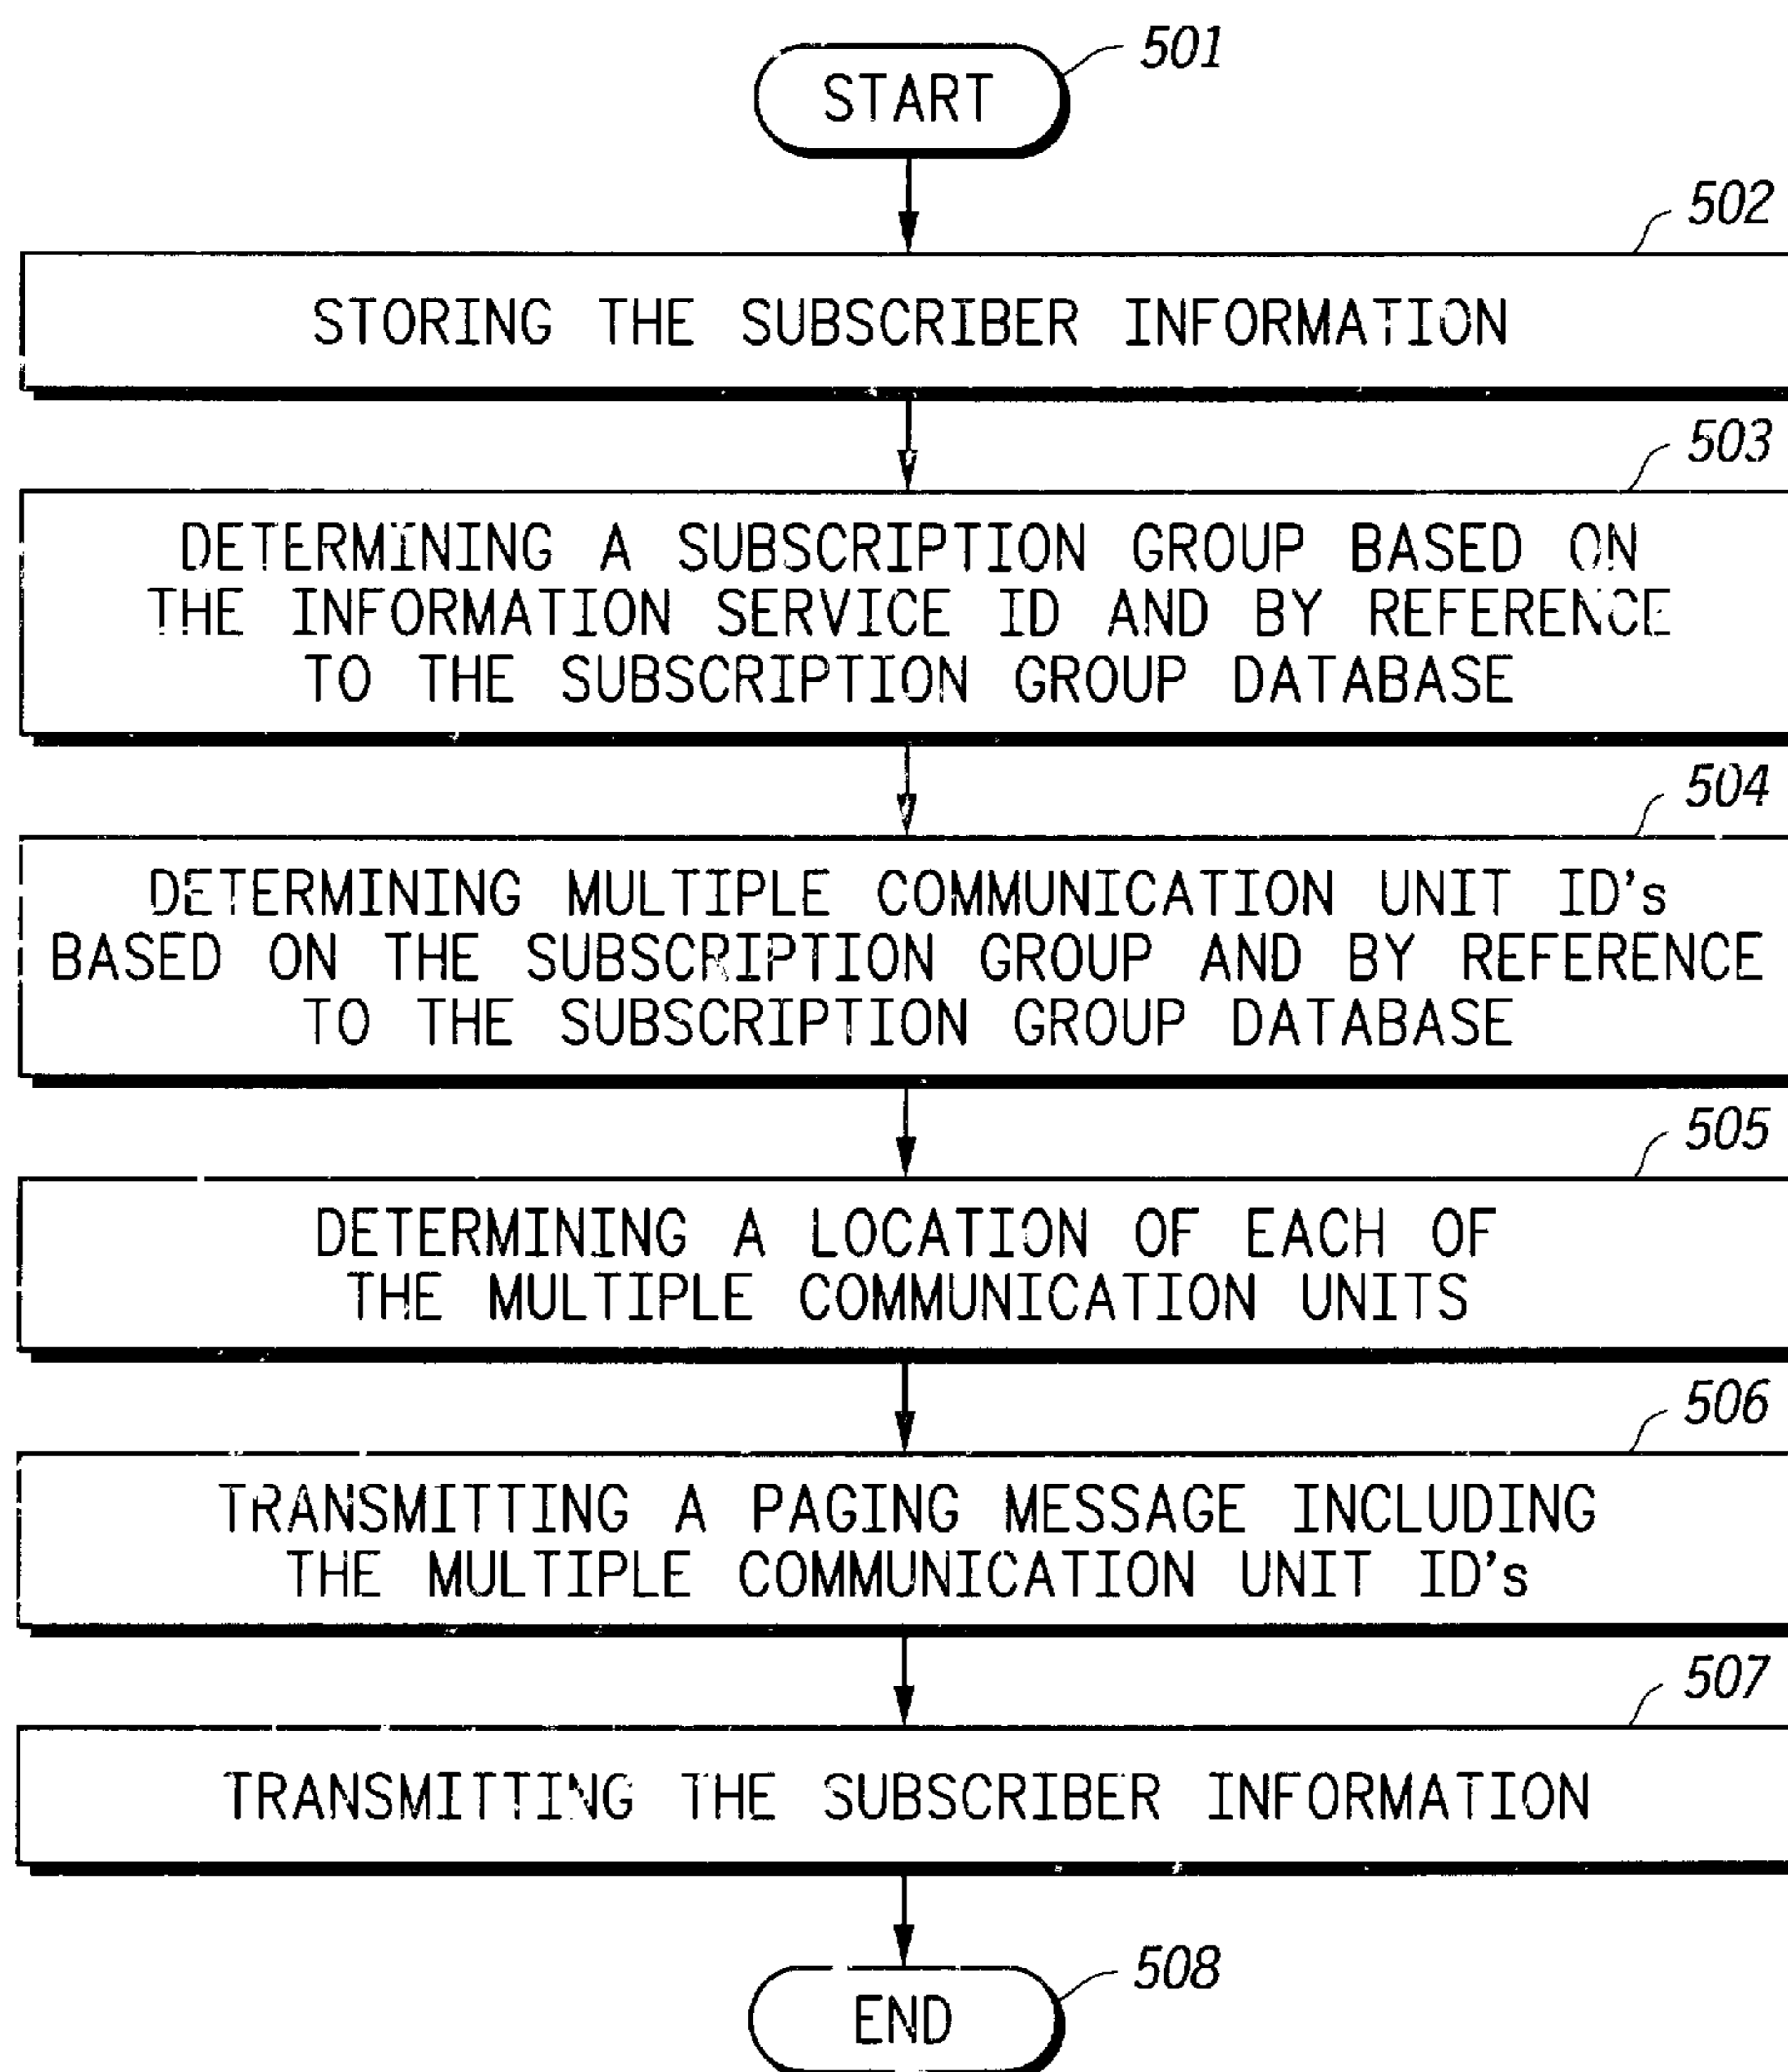 501
START
502
STORING THE SUBSCRIBER INFORMATION
503
DETERMINING A SUBSCRIPTION GROUP BASED ON
THE INFORMATION SERVICE ID AND BY REFERENCE
TO THE SUBSCRIPTION GROUP DATABASE
504
DETERMINING MULTIPLE COMMUNICATION UNIT ID's
BASED ON THE SUBSCRIPTION GROUP AND BY REFERENCE
TO THE SUBSCRIPTION GROUP DATABASE
505
DETERMINING A LOCATION OF EACH OF
THE MULTIPLE COMMUNICATION UNITS
506
TRANSMITTING A PAGING MESSAGE INCLUDING
THE MULTIPLE COMMUNICATION UNIT ID's
507
TRANSMITTING THE SUBSCRIBER INFORMATION
508
END